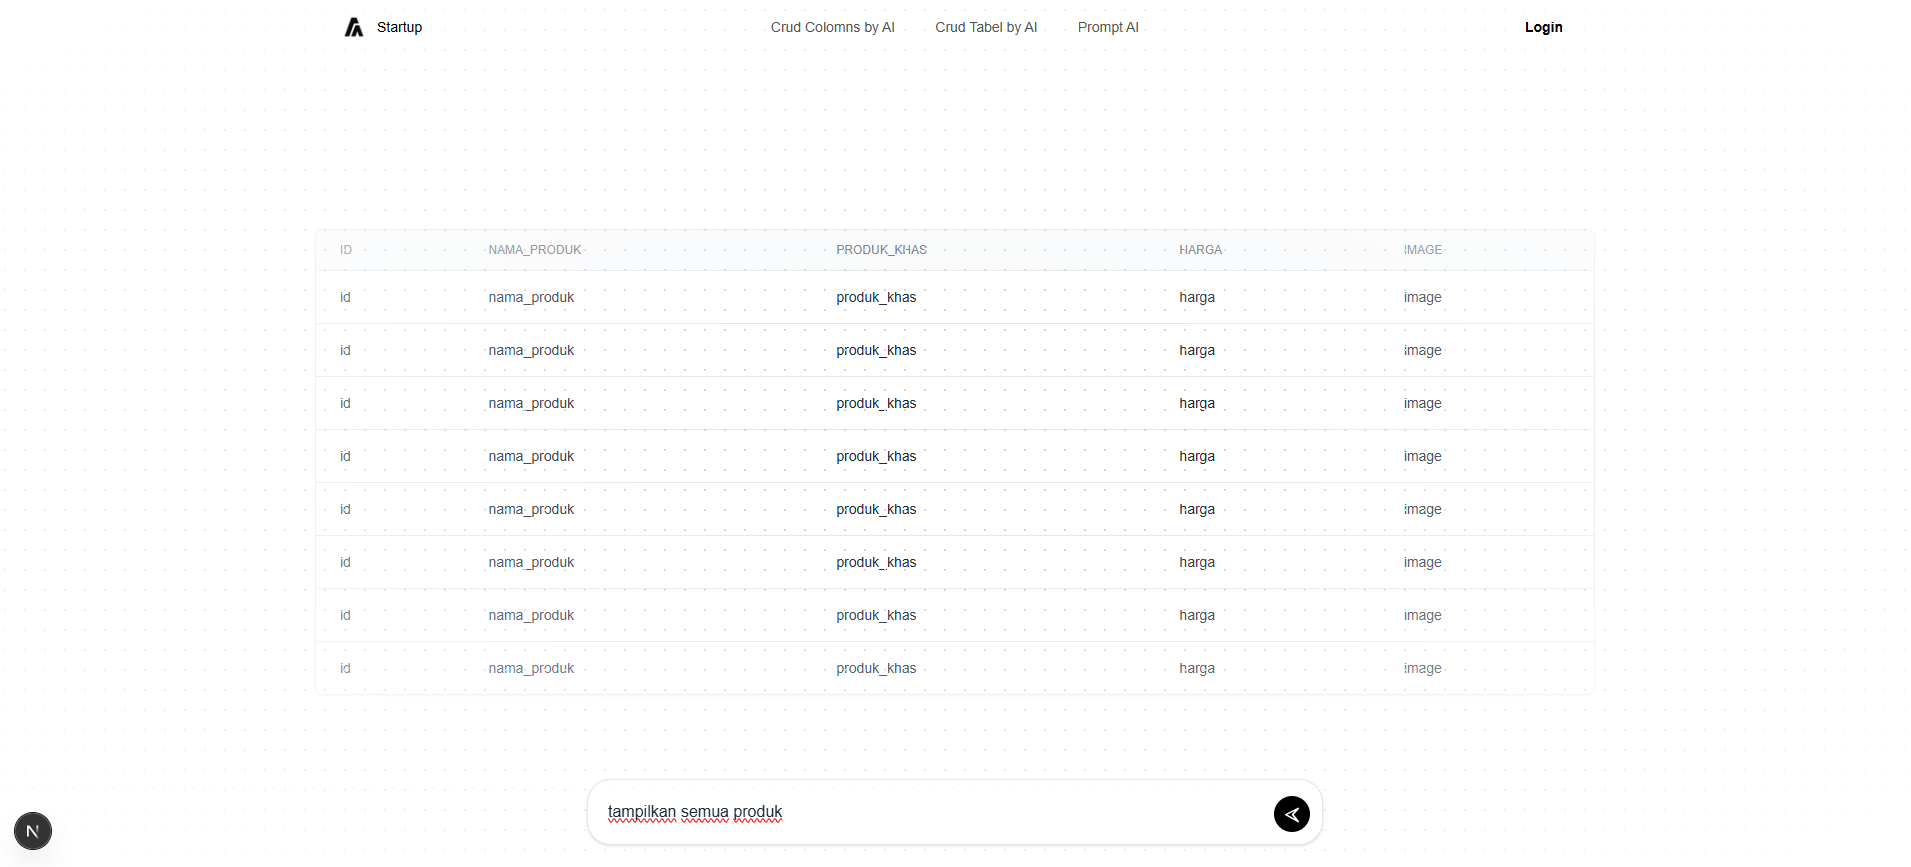 Startup Crud Colomns by AI Crud Tabel by AI Prompt AI Login
ID NAMA_PRODUK PRODUK_KHAS HARGA IMAGE
id nama_produk produk_khas harga image
id nama_produk produk_khas harga image
id nama_produk produk_khas harga image
id nama_produk produk_khas harga image
id nama_produk produk_khas harga image
id nama_produk produk_khas harga image
id nama_produk produk_khas harga image
id nama_produk produk_khas harga image
tampilkan semua produk
N